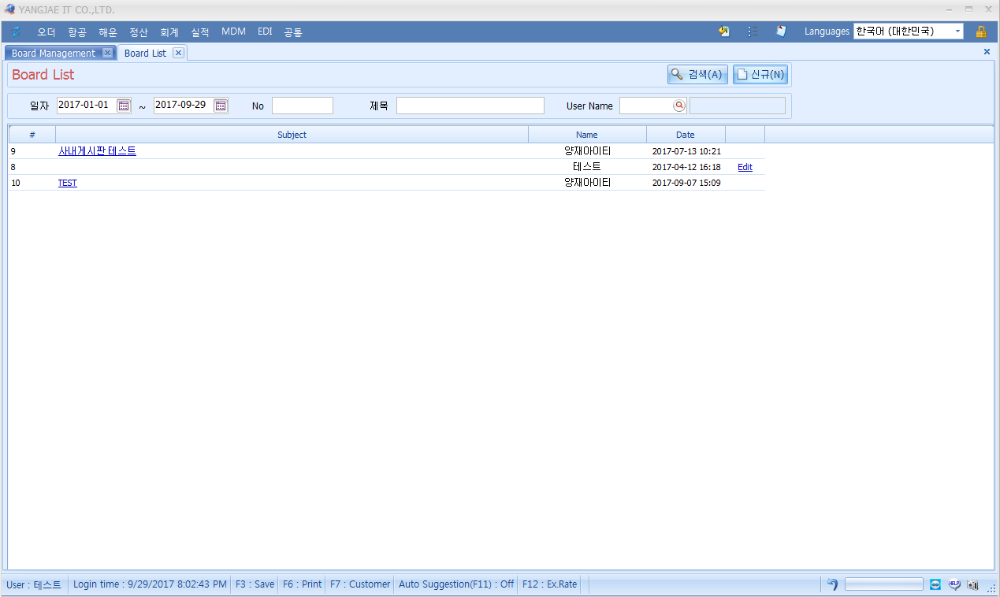 YANGJAE IT CO.,LTD.
오더 항공 해운 정산 회계 실적 MDM EDI 공통 Languages 한국어 (대한민국)
Board Management Board List
Board List 검색(A) 신규(N)
일자 2017-01-01 ~ 2017-09-29 No 제목 User Name
# Subject Name Date
9 사내게시판 테스트 양재아이티 2017-07-13 10:21
8 테스트 2017-04-12 16:18 Edit
10 TEST 양재아이티 2017-09-07 15:09
User : 테스트 Login time : 9/29/2017 8:02:43 PM F3 : Save F6 : Print F7 : Customer Auto Suggestion(F11) : Off F12 : Ex.Rate HELP